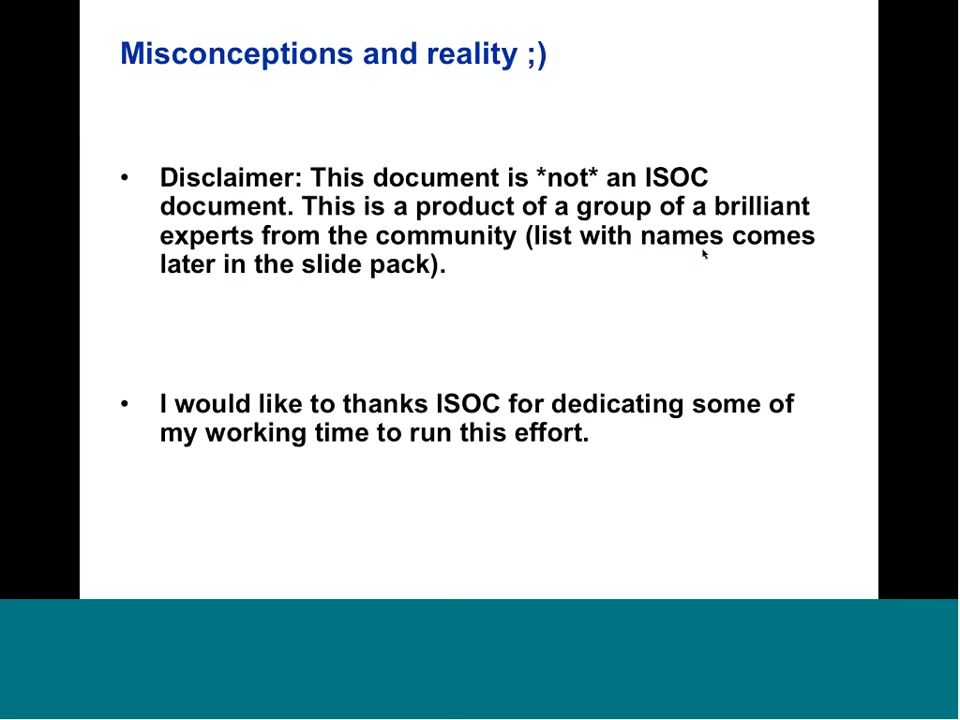 Misconceptions and reality ;)
• Disclaimer: This document is *not* an ISOC
document. This is a product of a group of a brilliant
experts from the community (list with names comes
later in the slide pack).
• I would like to thanks ISOC for dedicating some of
my working time to run this effort.